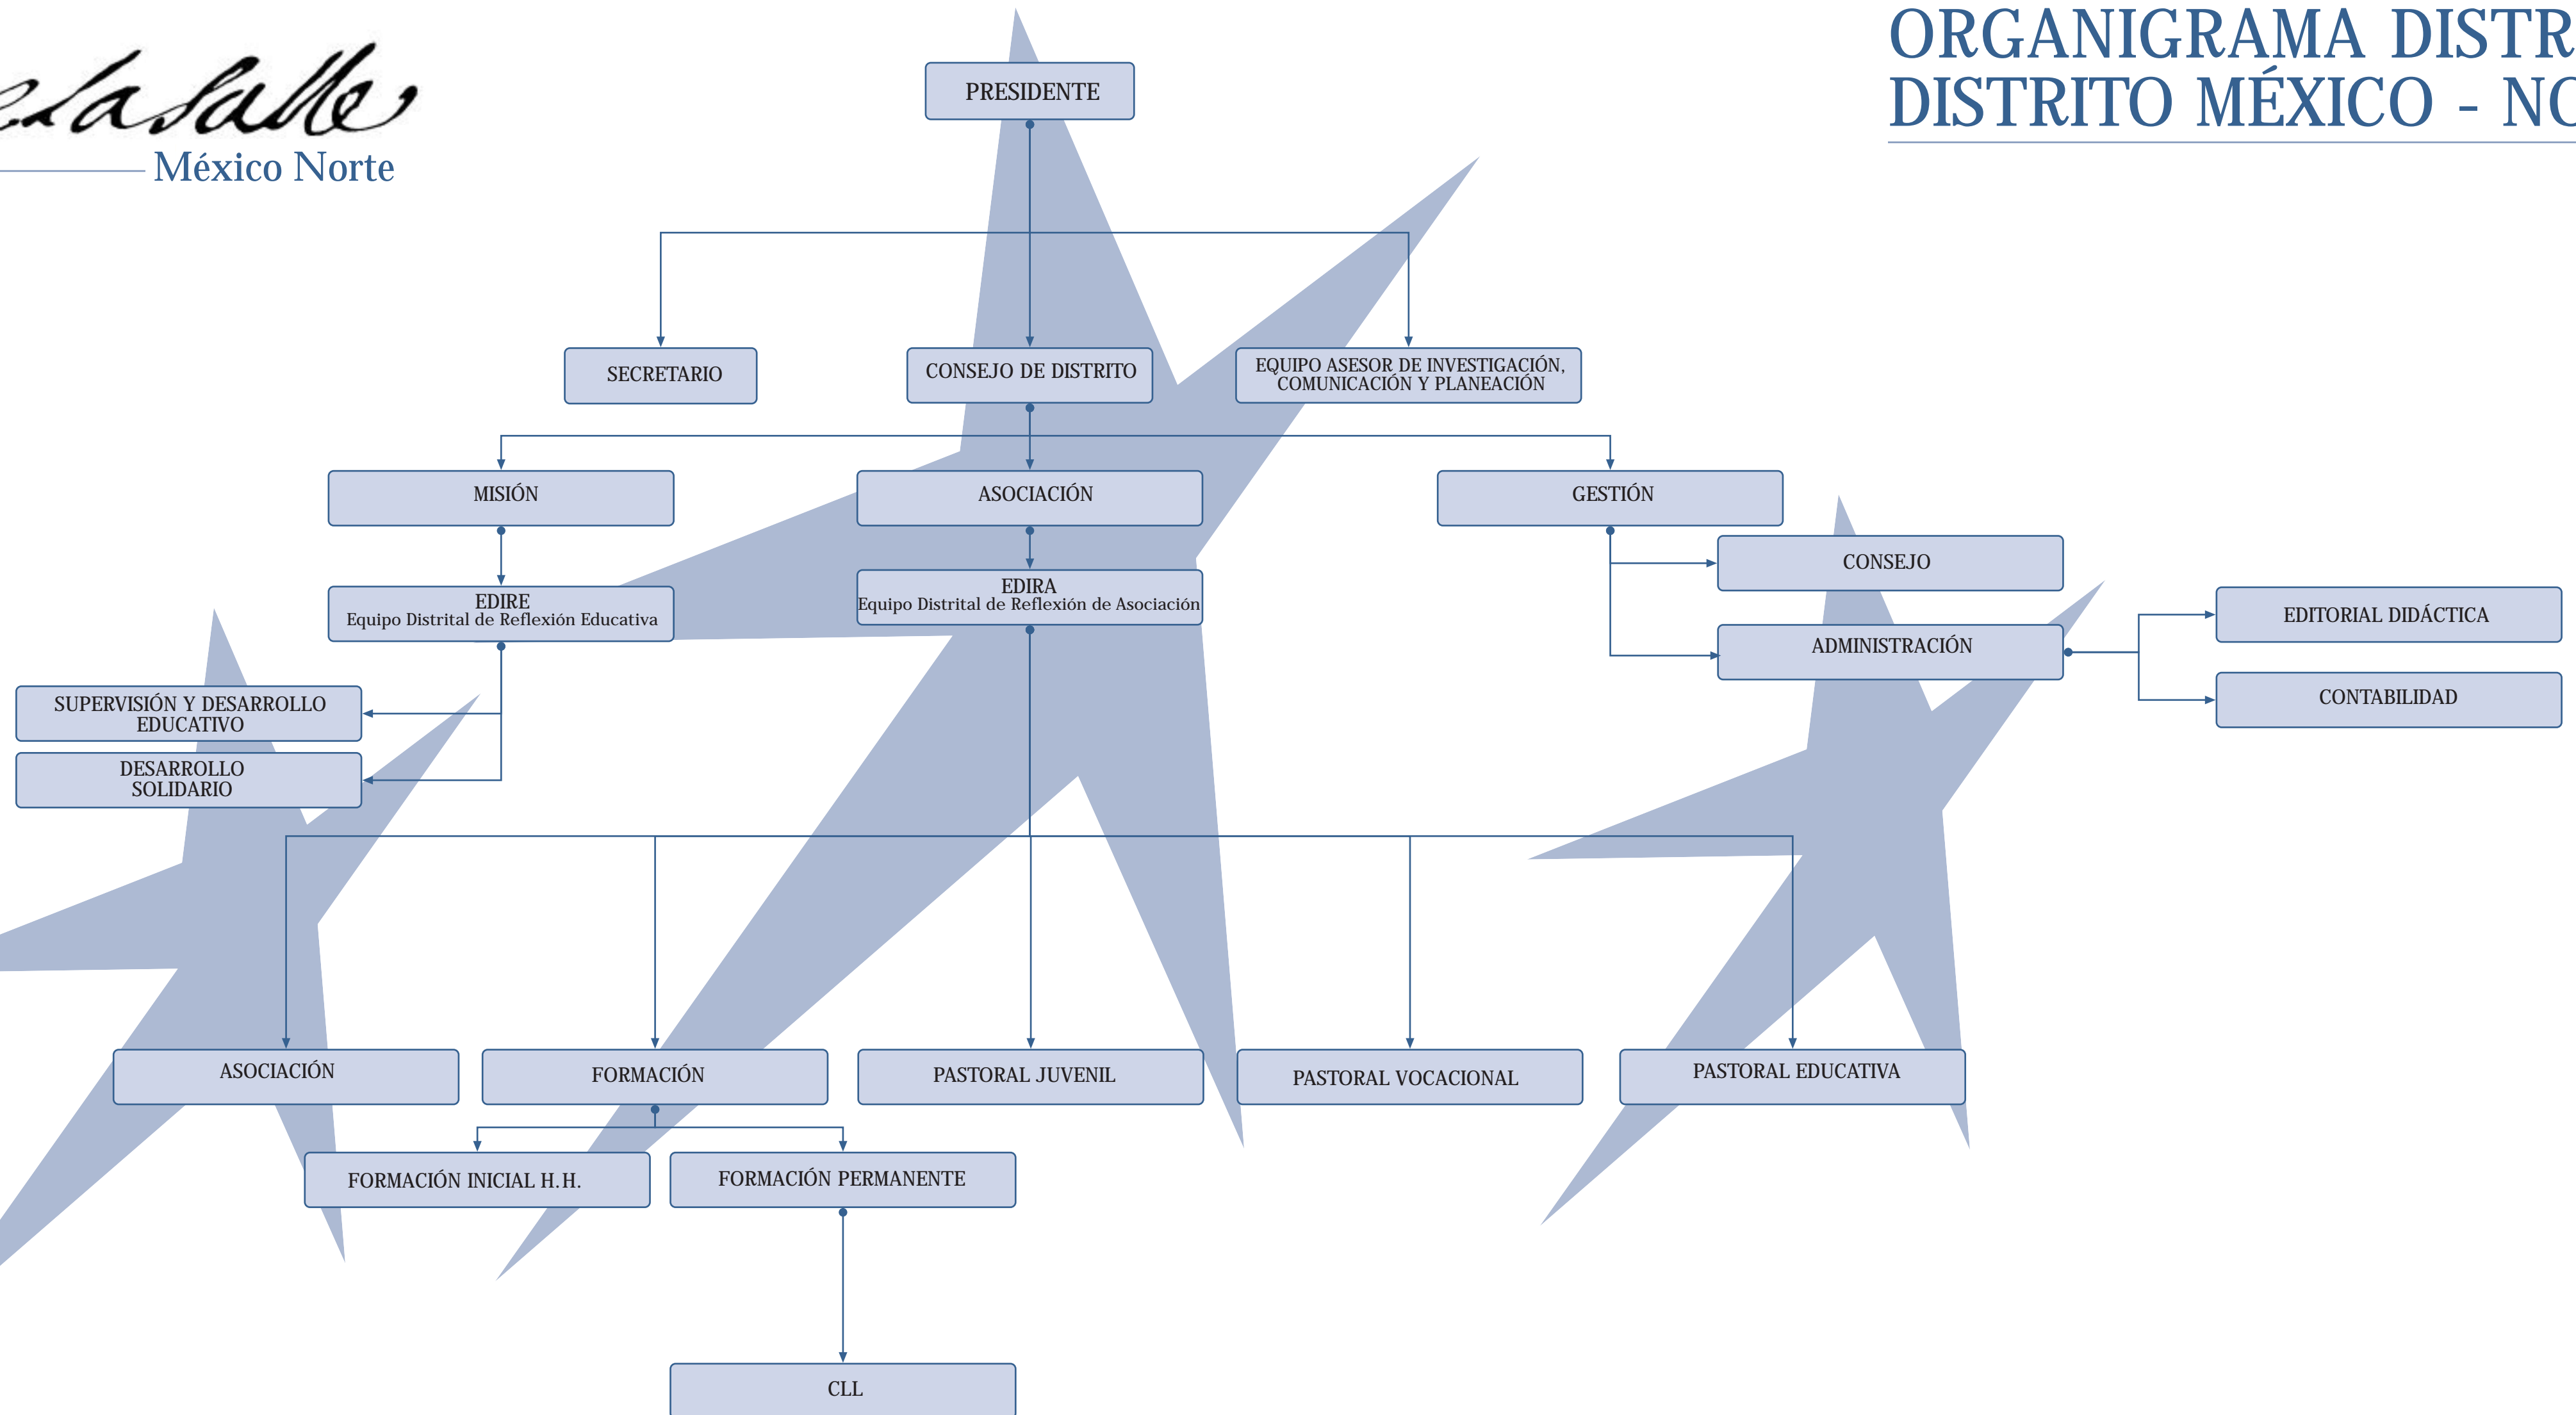 ORGANIGRAMA DISTR
DISTRITO MÉXICO - NO
La Salle
México Norte
PRESIDENTE
SECRETARIO
CONSEJO DE DISTRITO
EQUIPO ASESOR DE INVESTIGACIÓN,
COMUNICACIÓN Y PLANEACIÓN
MISIÓN
ASOCIACIÓN
GESTIÓN
CONSEJO
EDIRE
Equipo Distrital de Reflexión Educativa
EDIRA
Equipo Distrital de Reflexión de Asociación
ADMINISTRACIÓN
EDITORIAL DIDÁCTICA
CONTABILIDAD
SUPERVISIÓN Y DESARROLLO
EDUCATIVO
DESARROLLO
SOLIDARIO
ASOCIACIÓN
FORMACIÓN
PASTORAL JUVENIL
PASTORAL VOCACIONAL
PASTORAL EDUCATIVA
FORMACIÓN INICIAL H.H.
FORMACIÓN PERMANENTE
CLL